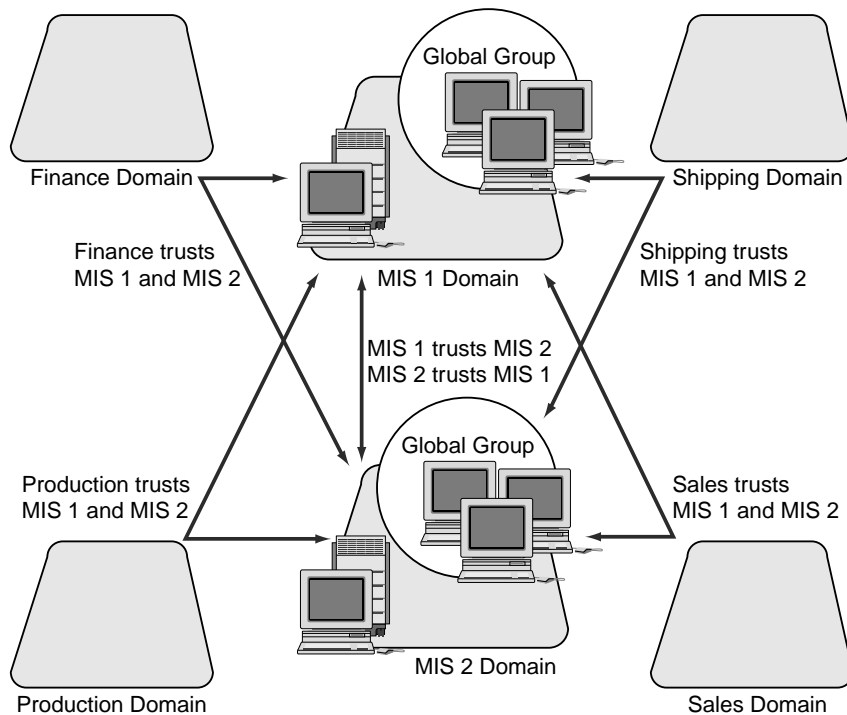 Global Group
Finance Domain
Shipping Domain
Finance trusts
MIS 1 and MIS 2
MIS 1 Domain
Shipping trusts
MIS 1 and MIS 2
MIS 1 trusts MIS 2
MIS 2 trusts MIS 1
Global Group
Production trusts
MIS 1 and MIS 2
Sales trusts
MIS 1 and MIS 2
MIS 2 Domain
Production Domain
Sales Domain